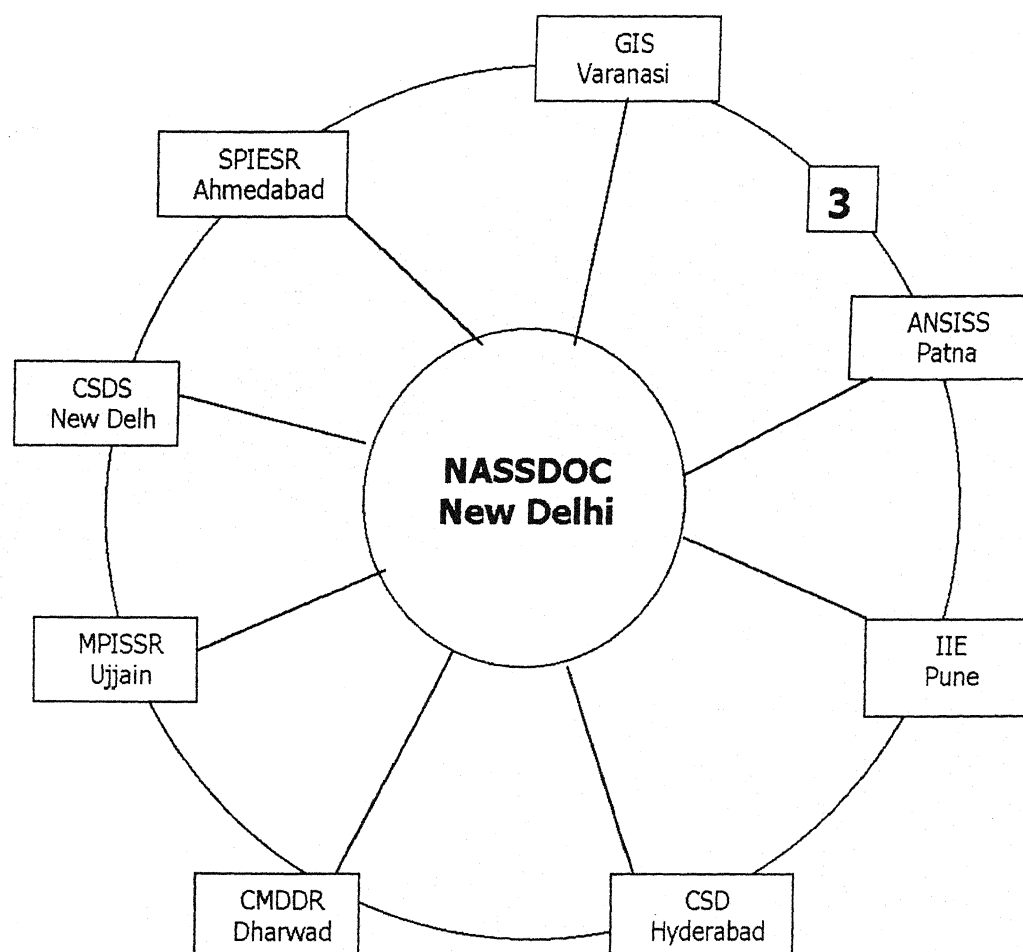 GIS
Varanasi
SPIESR
Ahmedabad
3
ANSISS
Patna
CSDS
New Delh
NASSDOC
New Delhi
MPISSR
Ujjain
IIE
Pune
CMDDR
Dharwad
CSD
Hyderabad